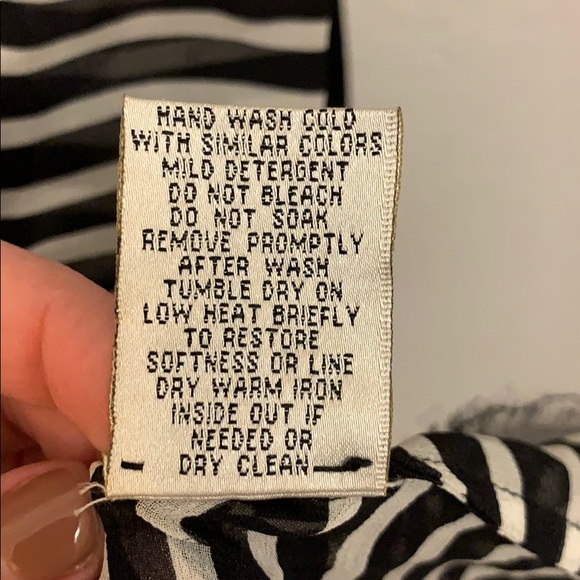 HAND WASH COLD
WITH SIMILAR COLORS
MILD DETERGENT
DO NOT BLEACH
DO NOT SOAK
REMOVE PROMPTLY
AFTER WASH
TUMBLE DRY ON
LOW HEAT BRIEFLY
TO RESTORE
SOFTNESS OR LINE
DRY WARM IRON
INSIDE OUT IF
NEEDED OR
DRY CLEAN